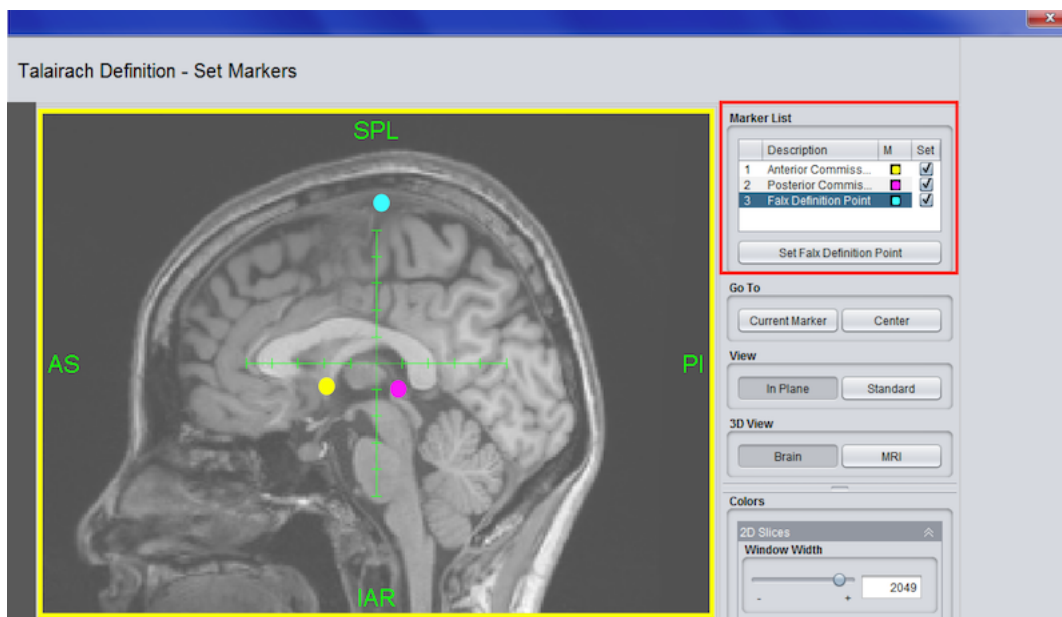 x
Talairach Definition - Set Markers
SPL
AS
PI
IAR
Marker List
Description M Set
1 Anterior Commiss...
2 Posterior Commis...
3 Falx Definition Point
Set Falx Definition Point
Go To
Current Marker Center
View
In Plane Standard
3D View
Brain MRI
Colors
2D Slices
Window Width
2049
- +